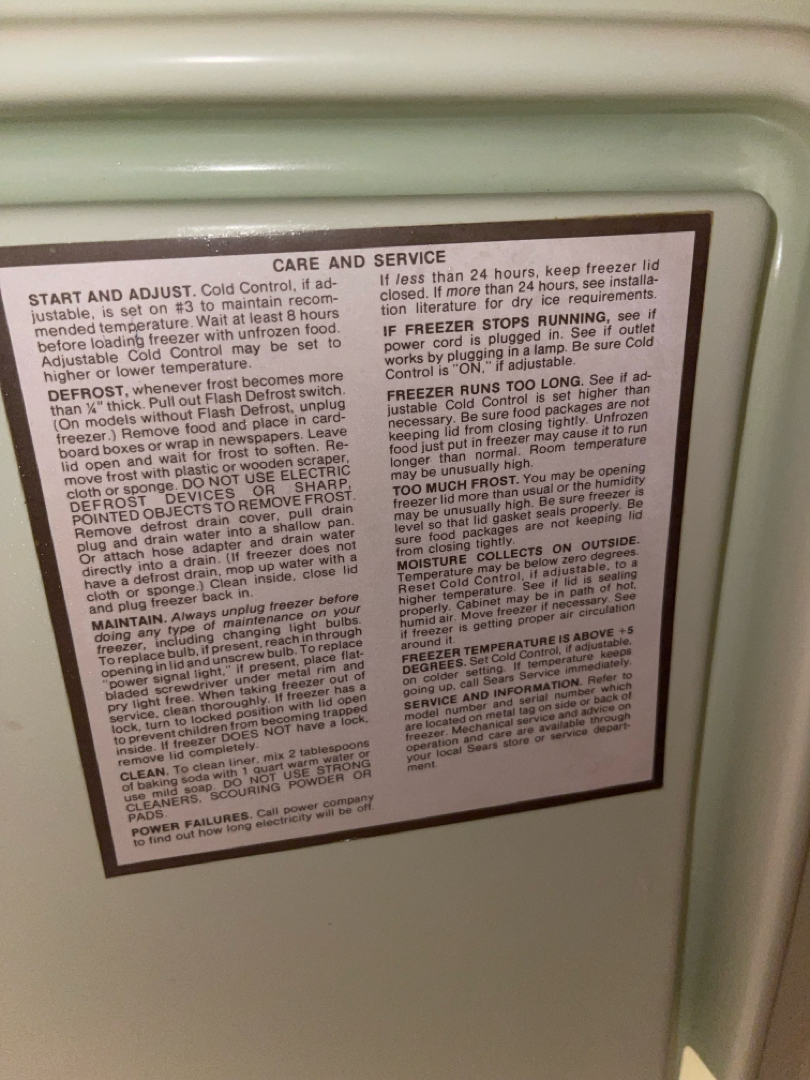 CARE AND SERVICE
START AND ADJUST. Cold Control, if ad-
justable, is set on #3 to maintain recom-
mended temperature. Wait at least 8 hours
before loading freezer with unfrozen food.
Adjustable Cold Control may be set to
higher or lower temperature.
DEFROST, whenever frost becomes more
than ¼" thick. Pull out Flash Defrost switch.
(On models without Flash Defrost, unplug
freezer.) Remove food and place in card-
board boxes or wrap in newspapers. Leave
lid open and wait for frost to soften. Re-
move frost with plastic or wooden scraper,
cloth or sponge. DO NOT USE ELECTRIC
DEFROST DEVICES OR SHARP,
POINTED OBJECTS TO REMOVE FROST.
Remove defrost drain cover, pull drain
plug and drain water into a shallow pan.
Or attach hose adapter and drain water
directly into a drain. (If freezer does not
have a defrost drain, mop up water with a
cloth or sponge.) Clean inside, close lid
and plug freezer back in.
MAINTAIN. Always unplug freezer before
doing any type of maintenance on your
freezer, including changing light bulbs.
To replace bulb, if present, reach in through
opening in lid and unscrew bulb. To replace
"power signal light," if present, place flat-
bladed screwdriver under metal rim and
pry light free. When taking freezer out of
service, clean thoroughly. If freezer has a
lock, turn to locked position with lid open
to prevent children from becoming trapped
inside. If freezer DOES NOT have a lock,
remove lid completely.
CLEAN. To clean liner, mix 2 tablespoons
of baking soda with 1 quart warm water or
use mild soap. DO NOT USE STRONG
CLEANERS, SCOURING POWDER OR
PADS.
POWER FAILURES. Call power company
to find out how long electricity will be off.
If less than 24 hours, keep freezer lid
closed. If more than 24 hours, see installa-
tion literature for dry ice requirements.
IF FREEZER STOPS RUNNING, see if
power cord is plugged in. See if outlet
works by plugging in a lamp. Be sure Cold
Control is "ON," if adjustable.
FREEZER RUNS TOO LONG. See if ad-
justable Cold Control is set higher than
necessary. Be sure food packages are not
keeping lid from closing tightly. Unfrozen
food just put in freezer may cause it to run
longer than normal. Room temperature
may be unusually high.
TOO MUCH FROST. You may be opening
freezer lid more than usual or the humidity
may be unusually high. Be sure freezer is
level so that lid gasket seals properly. Be
sure food packages are not keeping lid
from closing tightly.
MOISTURE COLLECTS ON OUTSIDE.
Temperature may be below zero degrees.
Reset Cold Control, if adjustable, to a
higher temperature. See if lid is sealing
properly. Cabinet may be in path of hot,
humid air. Move freezer if necessary. See
if freezer is getting proper air circulation
around it.
FREEZER TEMPERATURE IS ABOVE +5
DEGREES. Set Cold Control, if adjustable,
on colder setting. If temperature keeps
going up, call Sears Service immediately.
SERVICE AND INFORMATION. Refer to
model number and serial number which
are located on metal tag on side or back of
freezer. Mechanical service and advice on
operation and care are available through
your local Sears store or service depart-
ment.